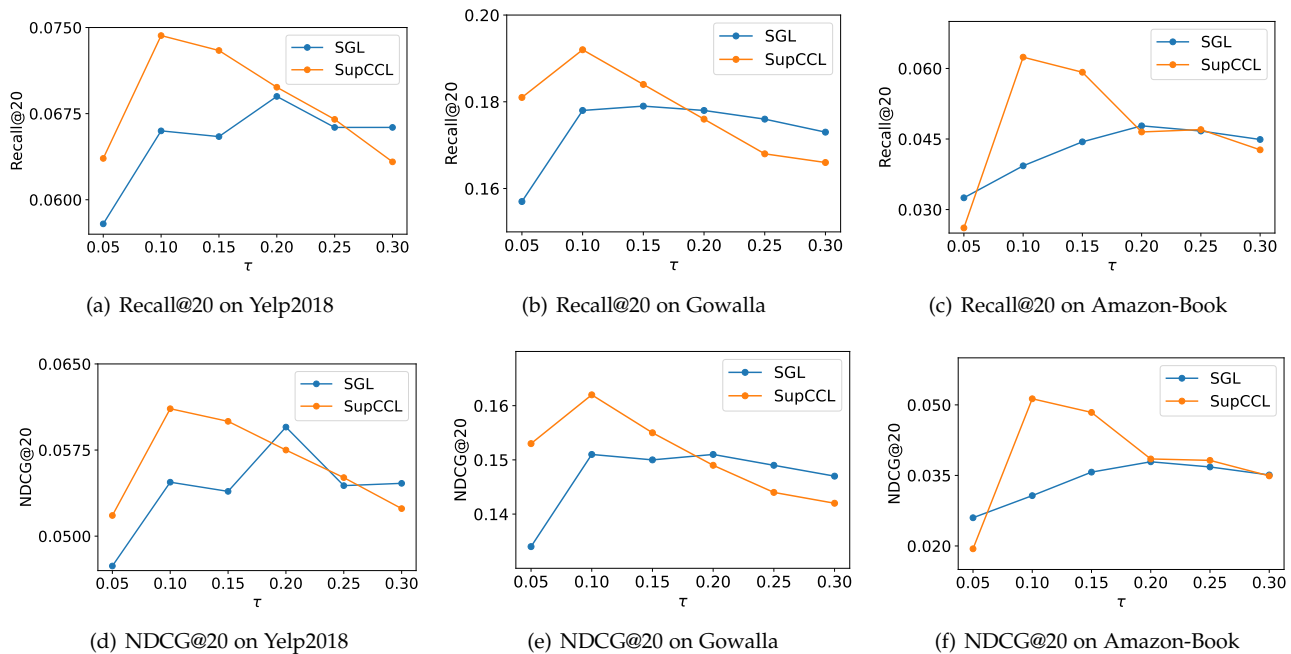 0.0750
0.0675
0.0600
Recall@20
SGL
SupCCL
0.05 0.10 0.15 0.20 0.25 0.30
τ
(a) Recall@20 on Yelp2018
0.20
0.18
0.16
Recall@20
SGL
SupCCL
0.05 0.10 0.15 0.20 0.25 0.30
τ
(b) Recall@20 on Gowalla
0.060
0.045
0.030
Recall@20
SGL
SupCCL
0.05 0.10 0.15 0.20 0.25 0.30
τ
(c) Recall@20 on Amazon-Book
0.0650
0.0575
0.0500
NDCG@20
SGL
SupCCL
0.05 0.10 0.15 0.20 0.25 0.30
τ
(d) NDCG@20 on Yelp2018
0.16
0.15
0.14
NDCG@20
SGL
SupCCL
0.05 0.10 0.15 0.20 0.25 0.30
τ
(e) NDCG@20 on Gowalla
0.050
0.035
0.020
NDCG@20
SGL
SupCCL
0.05 0.10 0.15 0.20 0.25 0.30
τ
(f) NDCG@20 on Amazon-Book